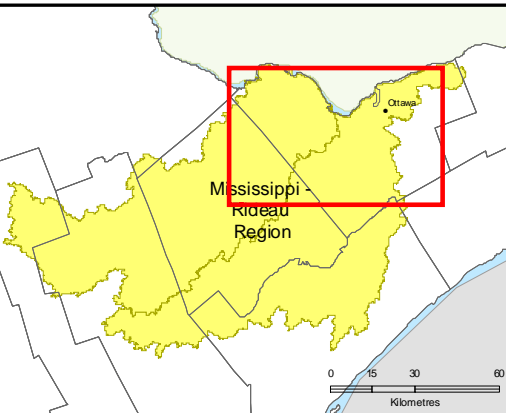 Ottawa
Mississippi -
Rideau
Region
0 15 30 60
Kilometres